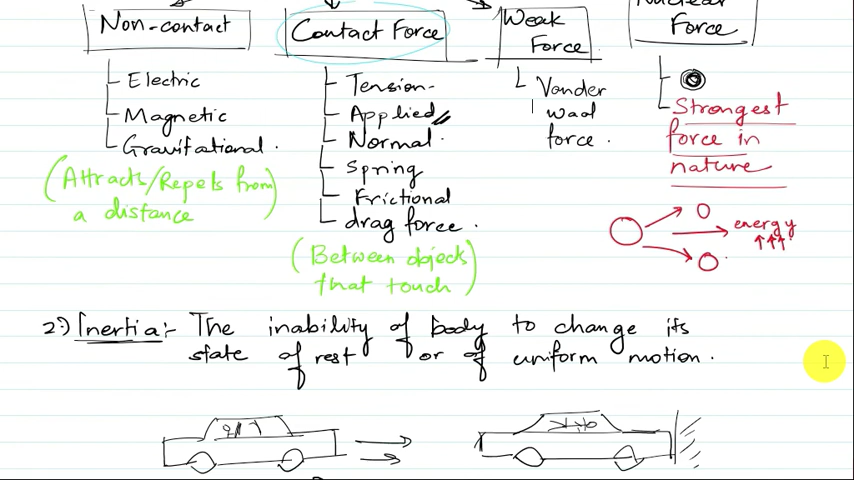 Nuclear
Non-contact
Contact Force
Weak
Force
Force
Electric
Magnetic
Gravitational.
(Attracts/Repels from
a distance)
Tension-
Applied
Normal.
Spring
Frictional
drag force.
(Between objects
that touch)
Vander
waal
force.
Strongest
force in
nature
energy
2:) Inertia:- The inability of body to change its
state of rest or of uniform motion.